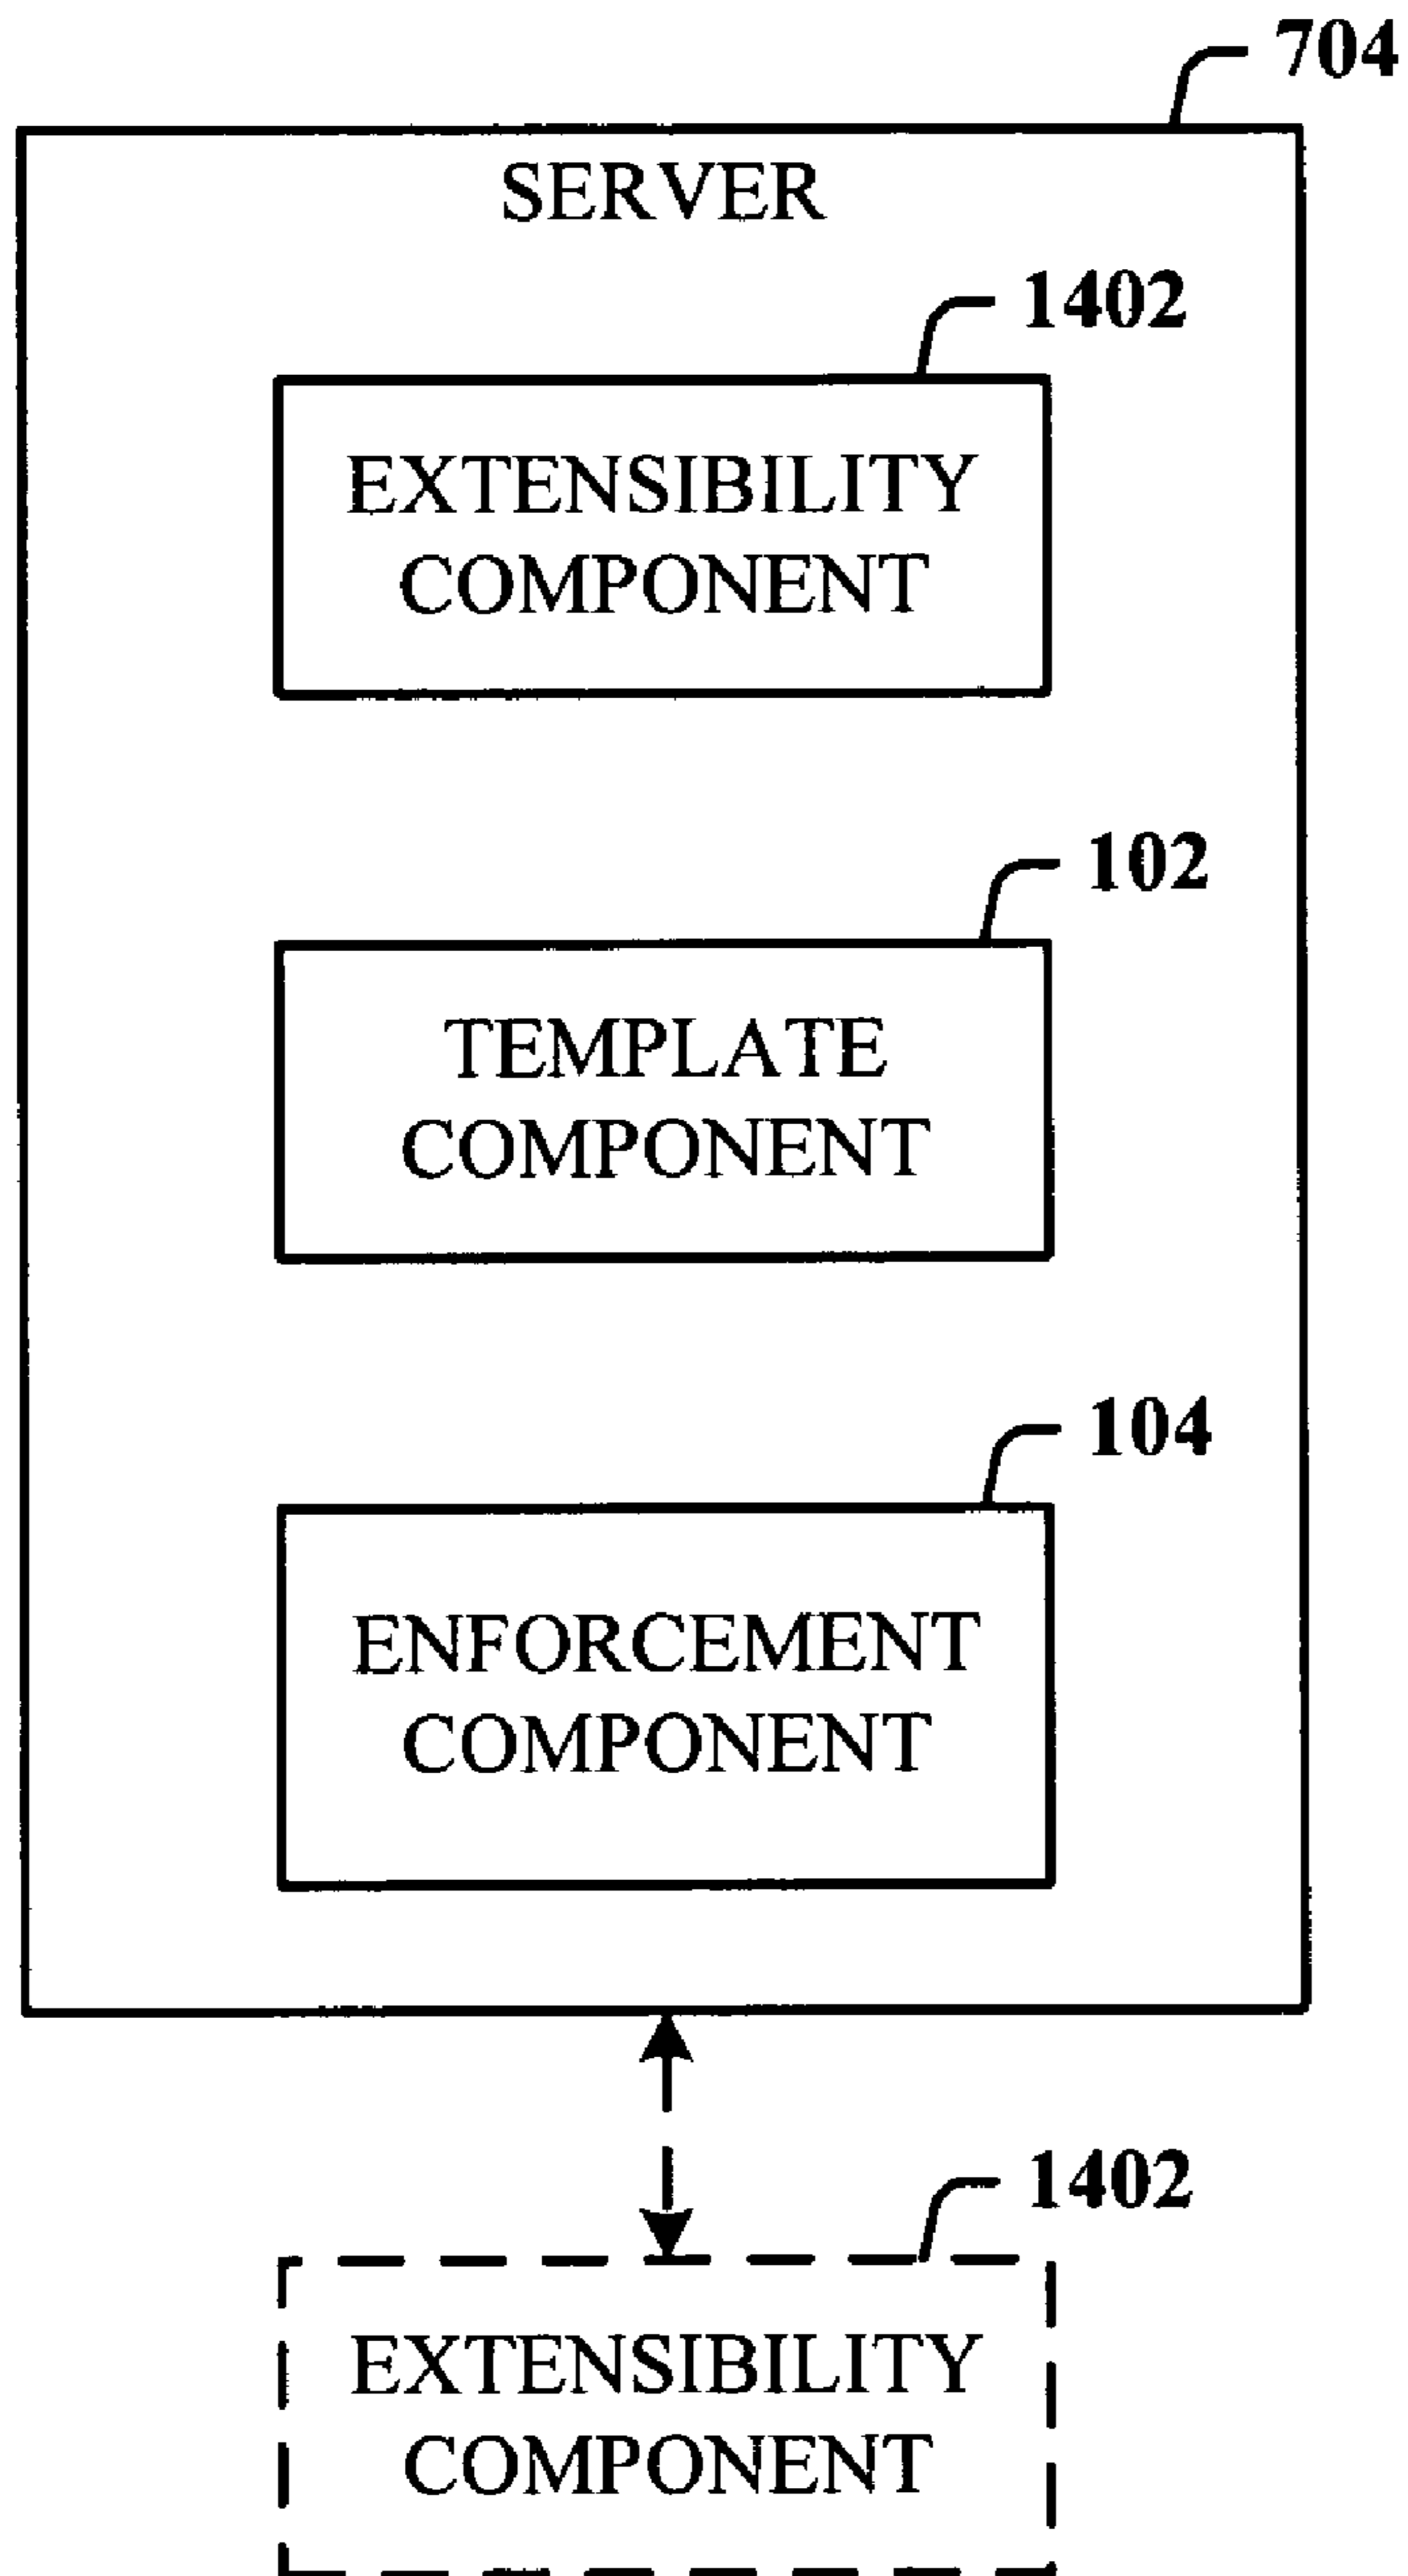 704
SERVER
1402
EXTENSIBILITY
COMPONENT
102
TEMPLATE
COMPONENT
104
ENFORCEMENT
COMPONENT
1402
EXTENSIBILITY
COMPONENT